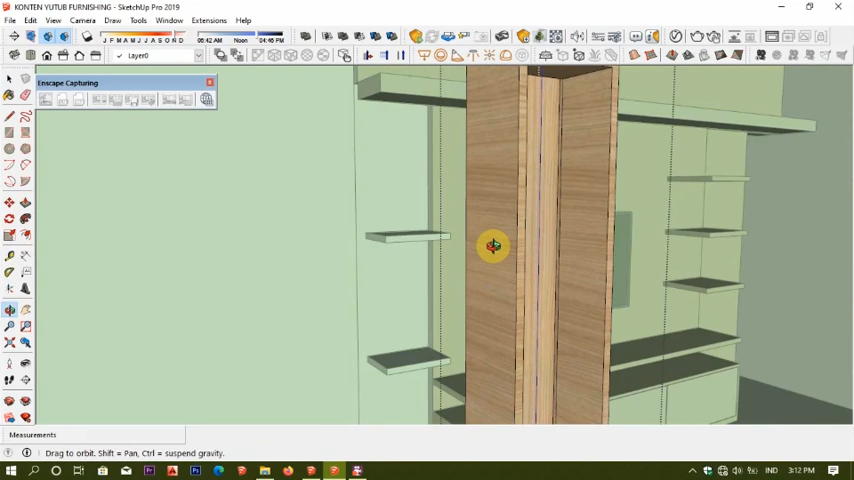 KONTEN YUTUB FURNISHING* - SketchUp Pro 2019
File Edit View Camera Draw Tools Window Extensions Help
J F M A M J J A S O N D 06:42 AM Noon 04:46 PM
Layer0
Enscape Capturing
Measurements
Drag to orbit. Shift = Pan, Ctrl = suspend gravity.
IND 3:12 PM